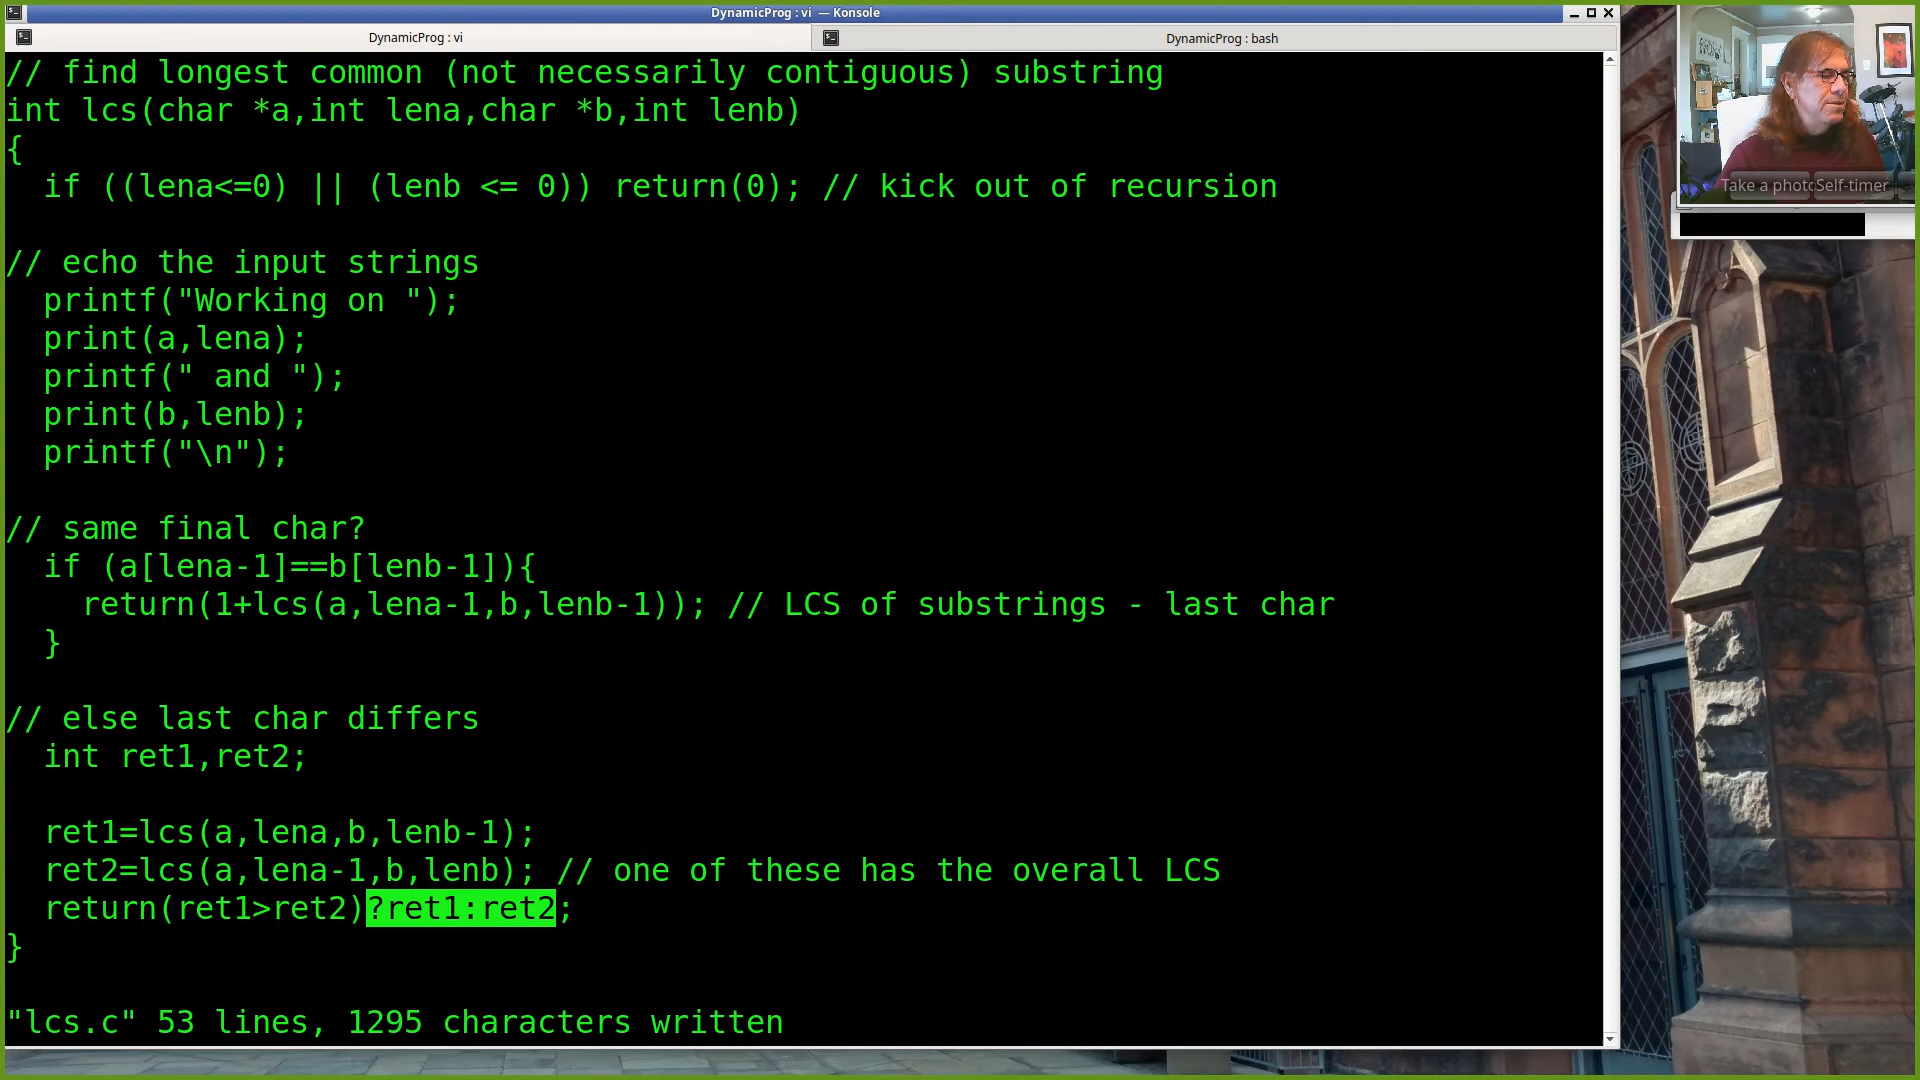 DynamicProg : vi — Konsole
DynamicProg : vi
DynamicProg : bash
// find longest common (not necessarily contiguous) substring
int lcs(char *a,int lena,char *b,int lenb)
{
  if ((lena<=0) || (lenb <= 0)) return(0); // kick out of recursion

// echo the input strings
  printf("Working on ");
  print(a,lena);
  printf(" and ");
  print(b,lenb);
  printf("\n");

// same final char?
  if (a[lena-1]==b[lenb-1]){
    return(1+lcs(a,lena-1,b,lenb-1)); // LCS of substrings - last char
  }

// else last char differs
  int ret1,ret2;

  ret1=lcs(a,lena,b,lenb-1);
  ret2=lcs(a,lena-1,b,lenb); // one of these has the overall LCS
  return(ret1>ret2)?ret1:ret2;
}

"lcs.c" 53 lines, 1295 characters written
Take a photo
Self-timer